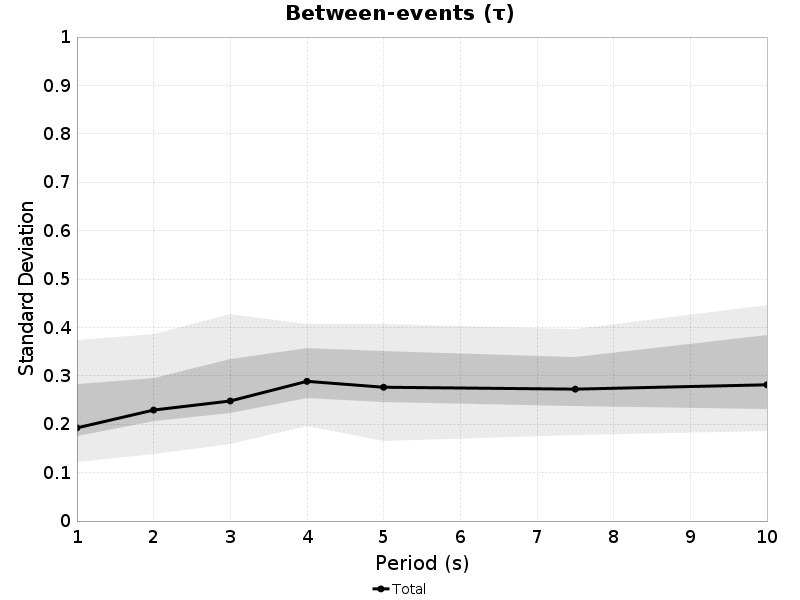 Between-events (τ)
1
0.9
0.8
0.7
0.6
0.5
0.4
0.3
0.2
0.1
0
Standard Deviation
1 2 3 4 5 6 7 8 9 10
Period (s)
Total